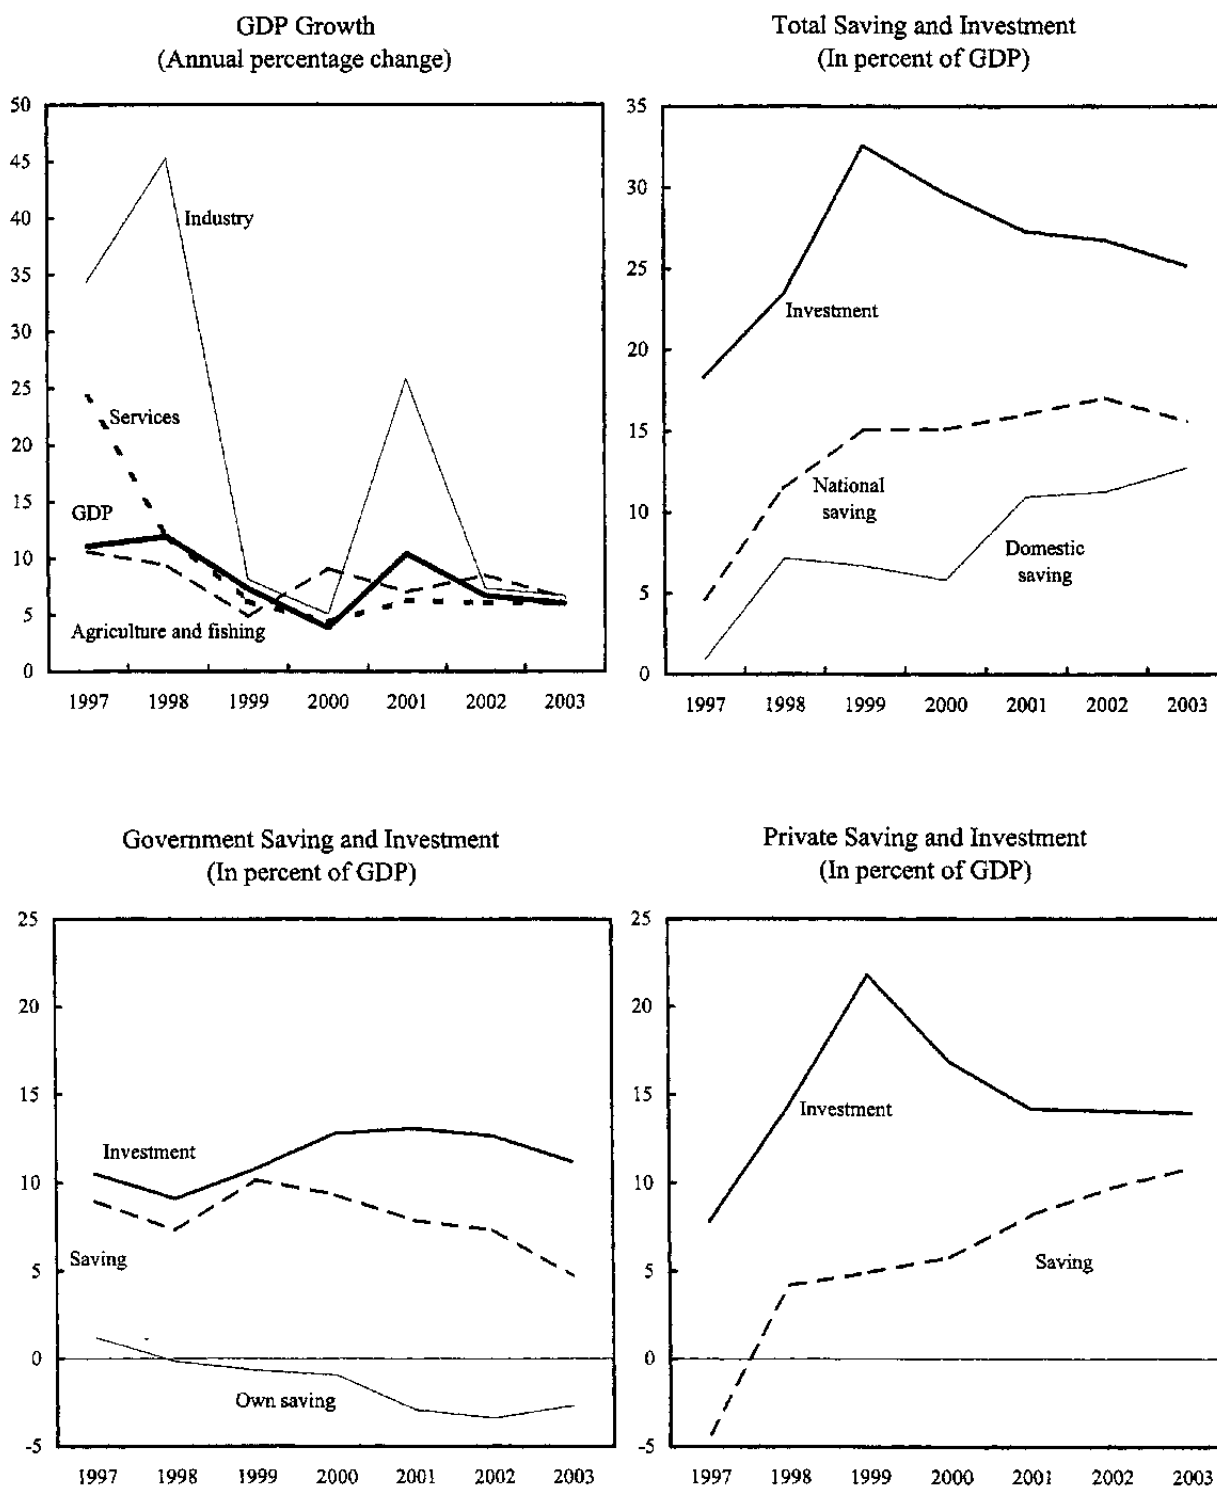 GDP Growth
(Annual percentage change)
50
45
40
35
30
25
20
15
10
5
0
Industry
Services
GDP
Agriculture and fishing
1997 1998 1999 2000 2001 2002 2003
Total Saving and Investment
(In percent of GDP)
35
30
25
20
15
10
5
0
Investment
National
saving
Domestic
saving
1997 1998 1999 2000 2001 2002 2003
Government Saving and Investment
(In percent of GDP)
25
20
15
10
5
0
-5
Investment
Saving
Own saving
1997 1998 1999 2000 2001 2002 2003
Private Saving and Investment
(In percent of GDP)
25
20
15
10
5
0
-5
Investment
Saving
1997 1998 1999 2000 2001 2002 2003